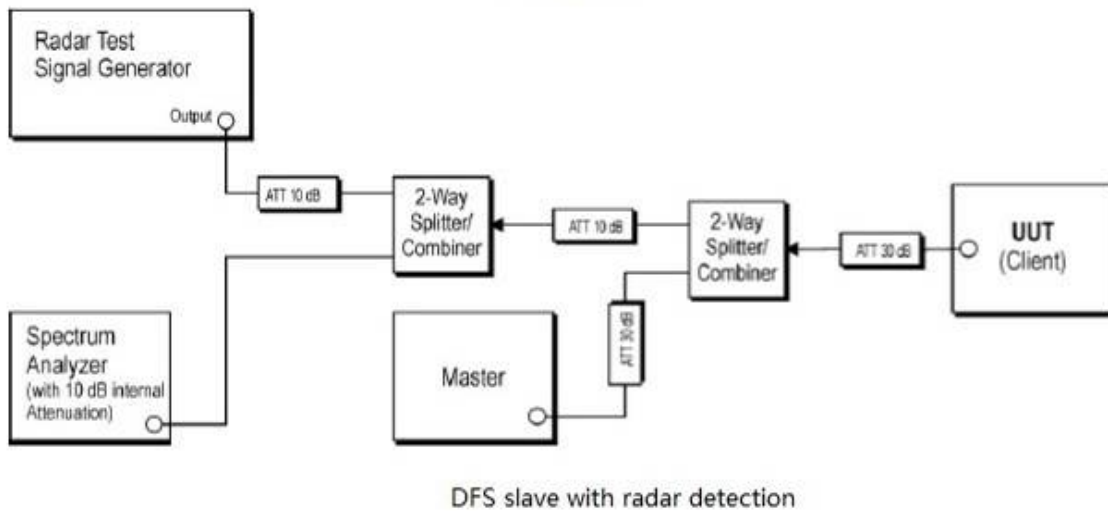 Radar Test
Signal Generator
Output
ATT 10 dB
2-Way
Splitter/
Combiner
ATT 10 dB
2-Way
Splitter/
Combiner
ATT 30 dB
UUT
(Client)
Spectrum
Analyzer
(with 10 dB internal
Attenuation)
Master
ATT 30 dB
DFS slave with radar detection